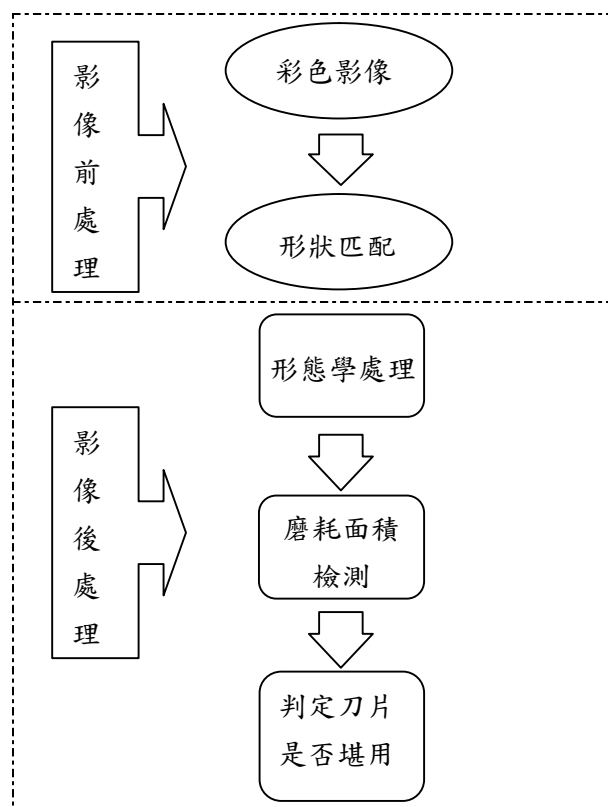 影像前處理
彩色影像
形狀匹配
影像後處理
形態學處理
磨耗面積
檢測
判定刀片
是否堪用